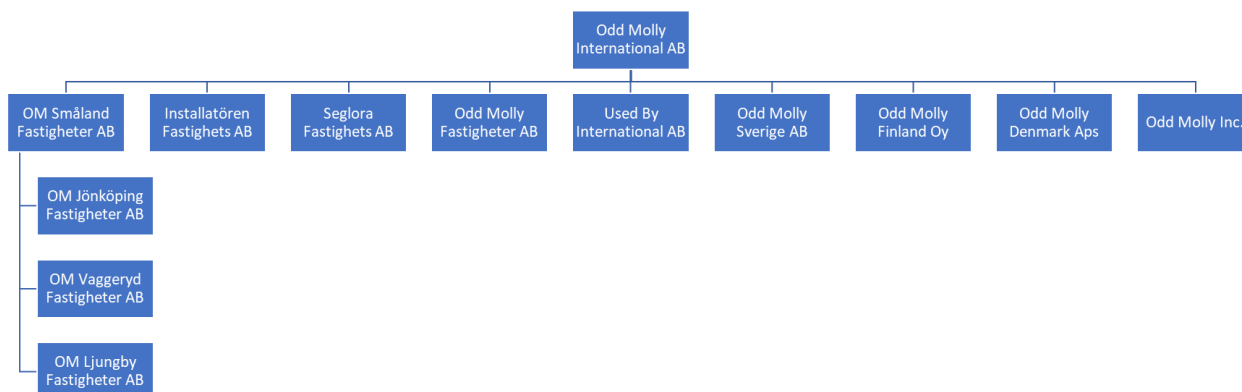 Odd Molly
International AB
OM Småland
Fastigheter AB
Installatören
Fastighets AB
Seglora
Fastighets AB
Odd Molly
Fastigheter AB
Used By
International AB
Odd Molly
Sverige AB
Odd Molly
Finland Oy
Odd Molly
Denmark Aps
Odd Molly Inc.
OM Jönköping
Fastigheter AB
OM Vaggeryd
Fastigheter AB
OM Ljungby
Fastigheter AB